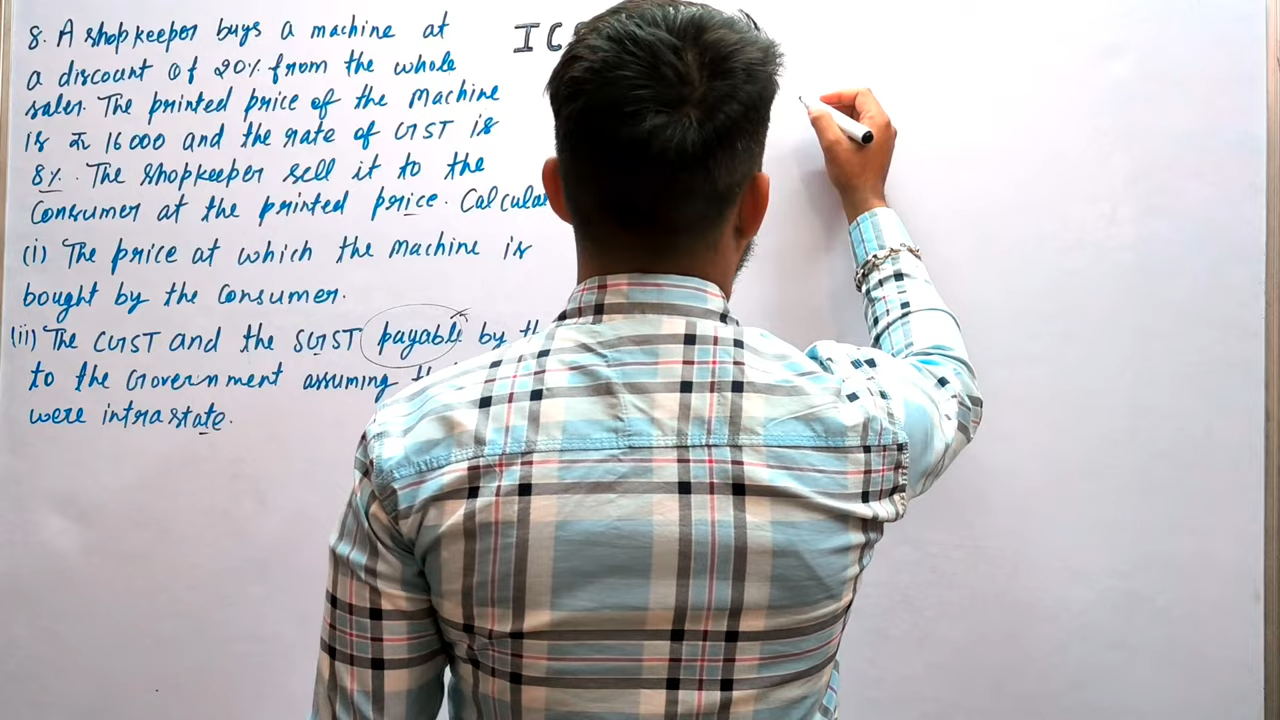 8. A shopkeeper buys a machine at
a discount of 20% from the whole
saler. The printed price of the Machine
is ₹ 16000 and the rate of GST is
8%. The shopkeeper sell it to the
Consumer at the printed price. Calcula
(i) The price at which the machine is
bought by the consumer.
(ii) The CGST and the SGST payable by th
to the Government assuming
were intrastate.
IC